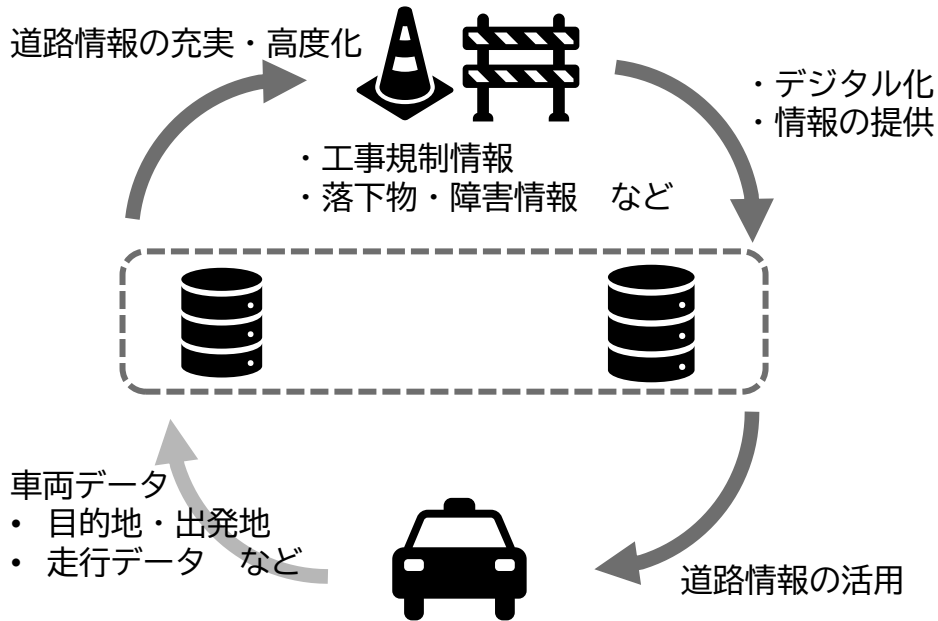 道路情報の充実・高度化
・デジタル化
・情報の提供
・工事規制情報
・落下物・障害情報　など
車両データ
• 目的地・出発地
• 走行データ　など
道路情報の活用